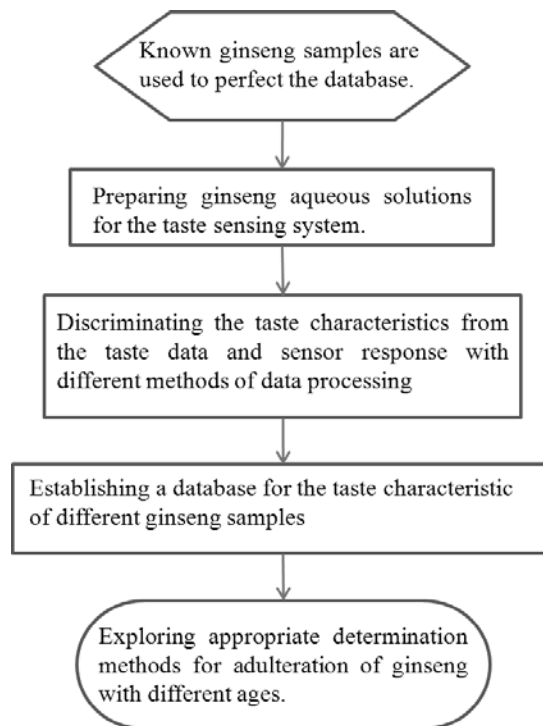 Known ginseng samples are
used to perfect the database.
Preparing ginseng aqueous solutions
for the taste sensing system.
Discriminating the taste characteristics from
the taste data and sensor response with
different methods of data processing
Establishing a database for the taste characteristic
of different ginseng samples
Exploring appropriate determination
methods for adulteration of ginseng
with different ages.